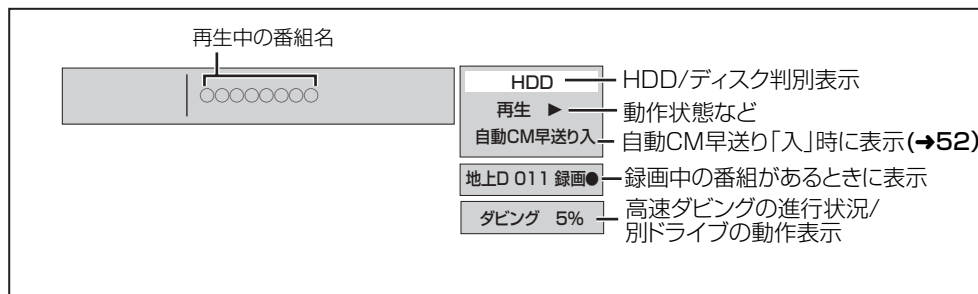 再生中の番組名
○○○○○○○○
HDD
HDD/ディスク判別表示
再生 ▶
動作状態など
自動CM早送り入
自動CM早送り「入」時に表示(➜52)
地上D 011 録画●
録画中の番組があるときに表示
ダビング 5%
高速ダビングの進行状況/
別ドライブの動作表示